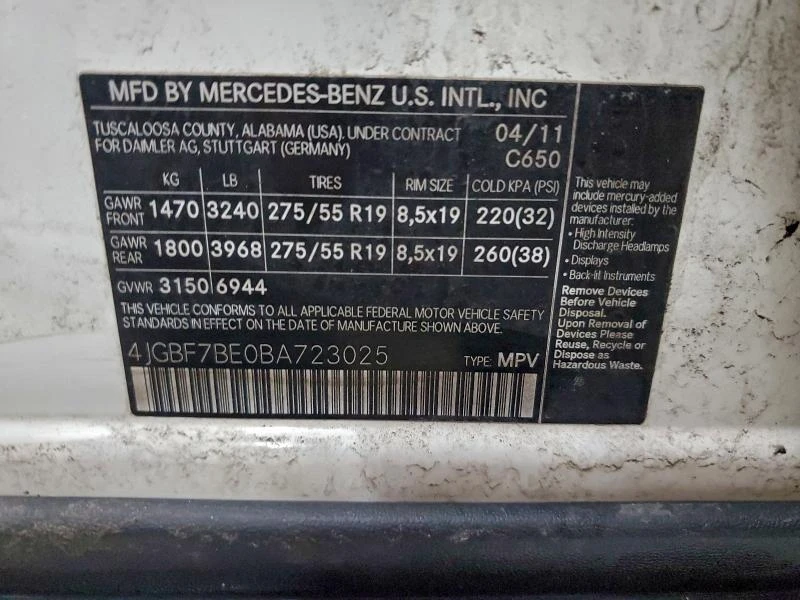 MFD BY MERCEDES-BENZ U.S. INTL., INC
TUSCALOOSA COUNTY, ALABAMA (USA), UNDER CONTRACT 04/11
FOR DAIMLER AG, STUTTGART (GERMANY) C650
KG LB TIRES RIM SIZE COLD KPA (PSI)
GAWR FRONT 1470 3240 275/55 R19 8,5x19 220(32)
GAWR REAR 1800 3968 275/55 R19 8,5x19 260(38)
GVWR 3150 6944
THIS VEHICLE CONFORMS TO ALL APPLICABLE FEDERAL MOTOR VEHICLE SAFETY
STANDARDS IN EFFECT ON THE DATE OF MANUFACTURE SHOWN ABOVE.
4JGBF7BE0BA723025 TYPE: MPV
This vehicle may
include mercury-added
devices installed by the
manufacturer:
• High Intensity
Discharge Headlamps
• Displays
• Back-lit Instruments
Remove Devices
Before Vehicle
Disposal.
Upon Removal of
Devices Please
Reuse, Recycle or
Dispose as
Hazardous Waste.